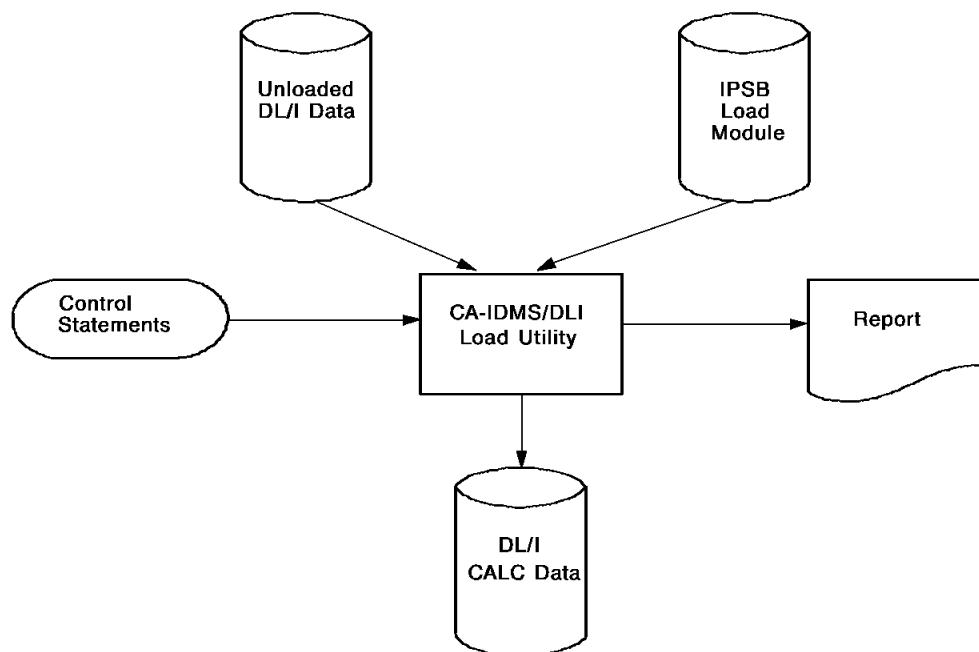 Unloaded
DL/I Data
IPSB
Load
Module
Control
Statements
CA-IDMS/DLI
Load Utility
Report
DL/I
CALC Data